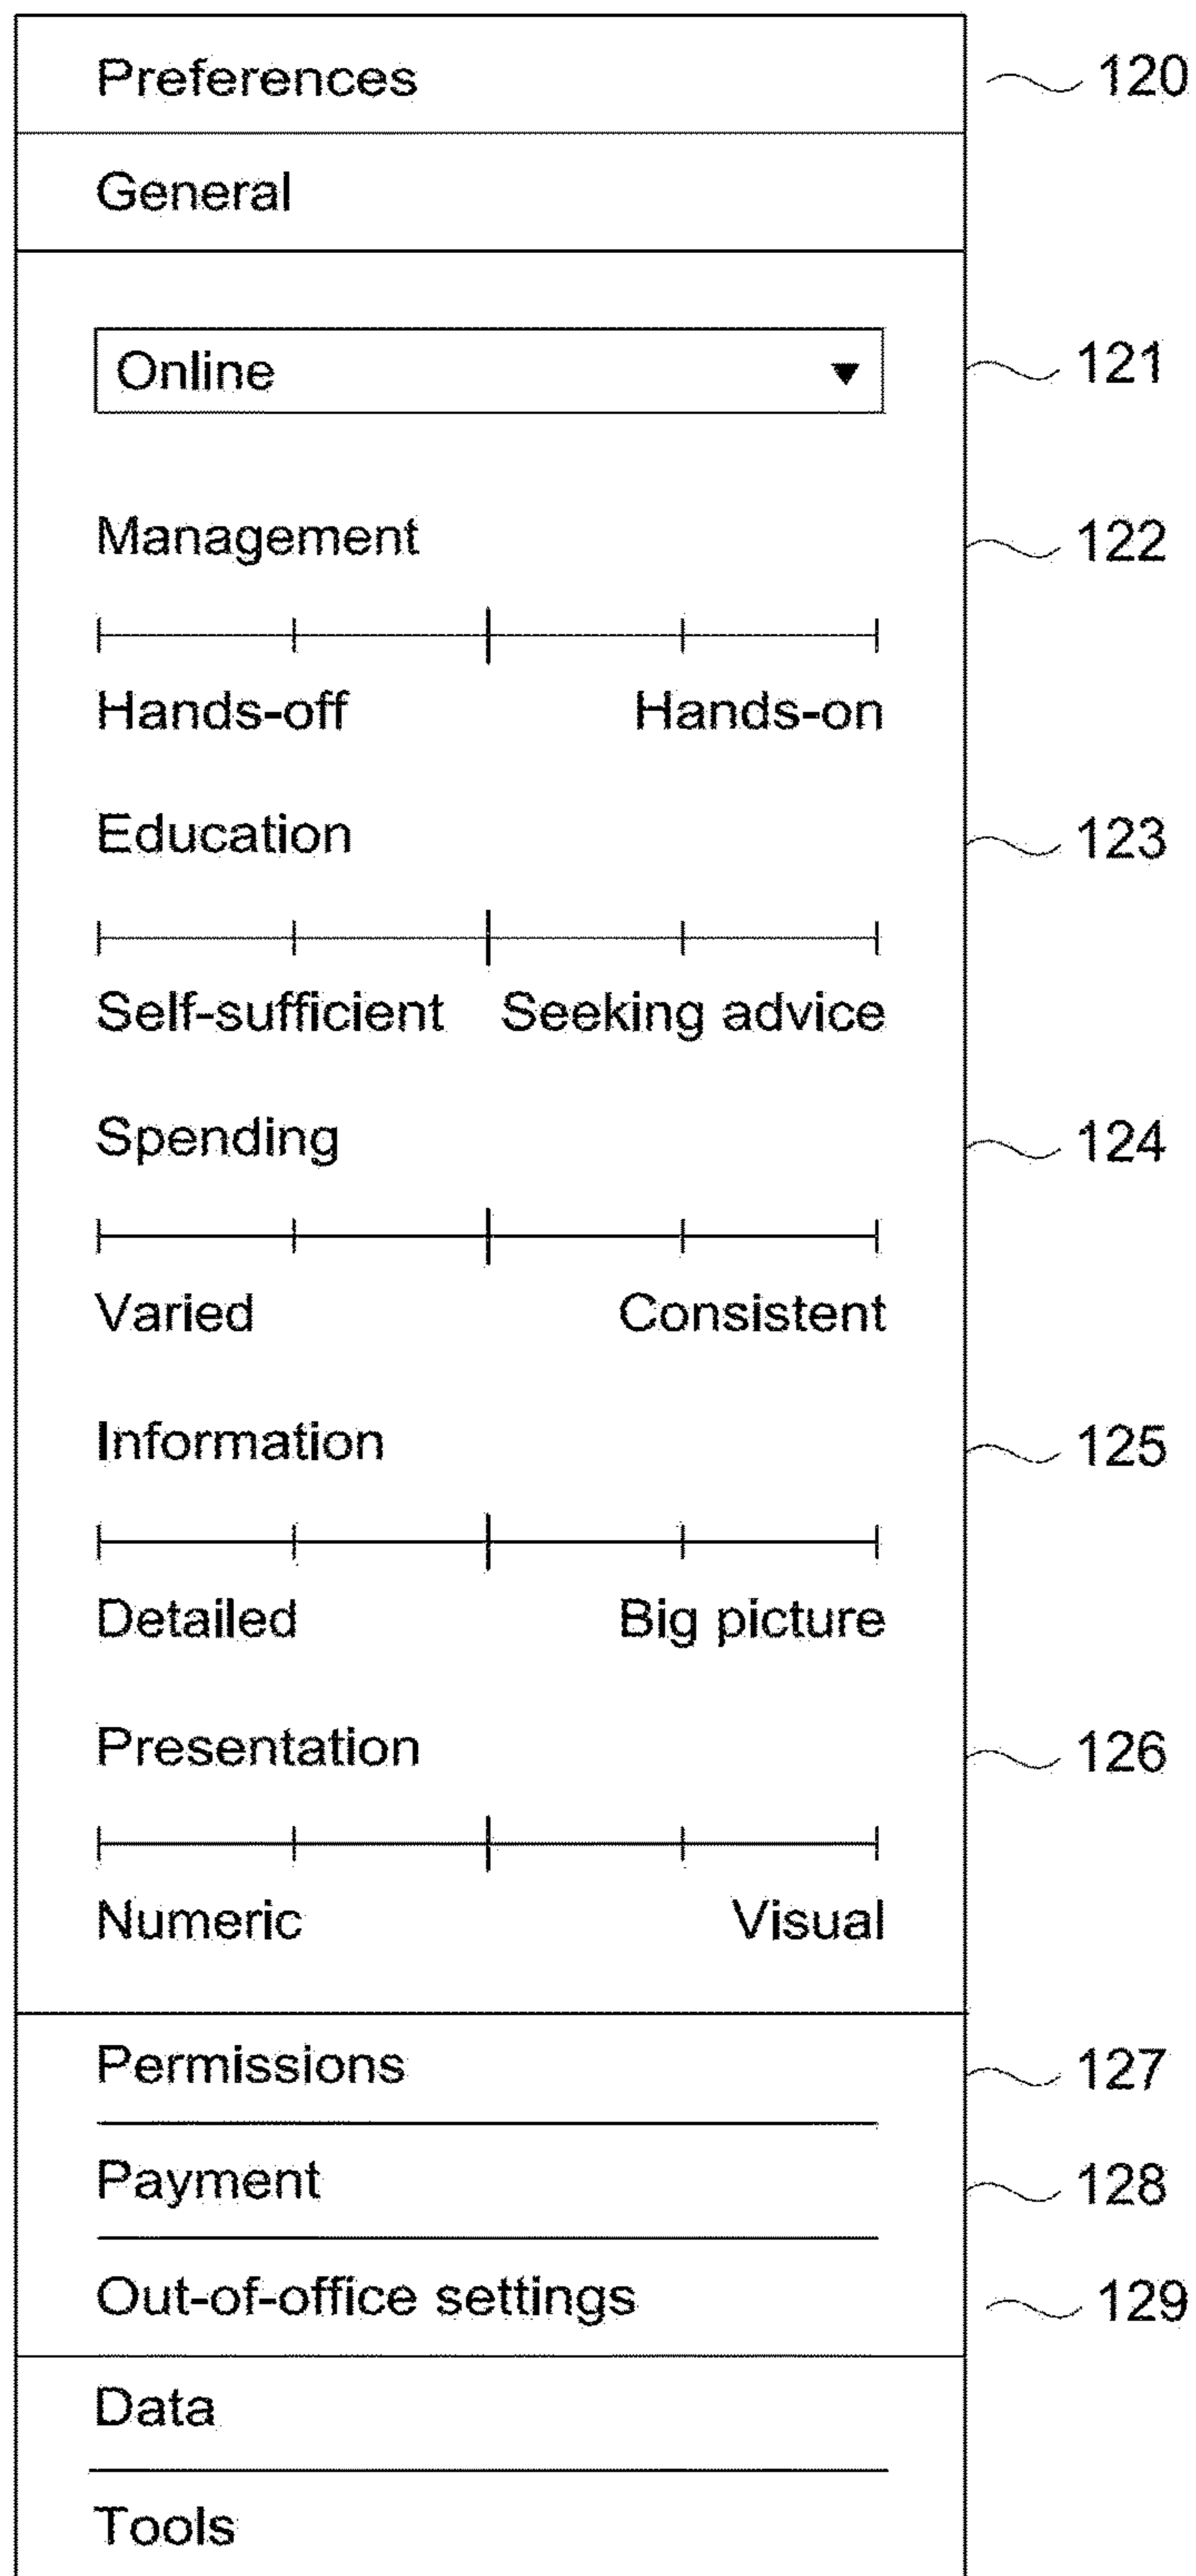 Preferences 120
General
Online 121
Management 122
Hands-off Hands-on
Education 123
Self-sufficient Seeking advice
Spending 124
Varied Consistent
Information 125
Detailed Big picture
Presentation 126
Numeric Visual
Permissions 127
Payment 128
Out-of-office settings 129
Data
Tools